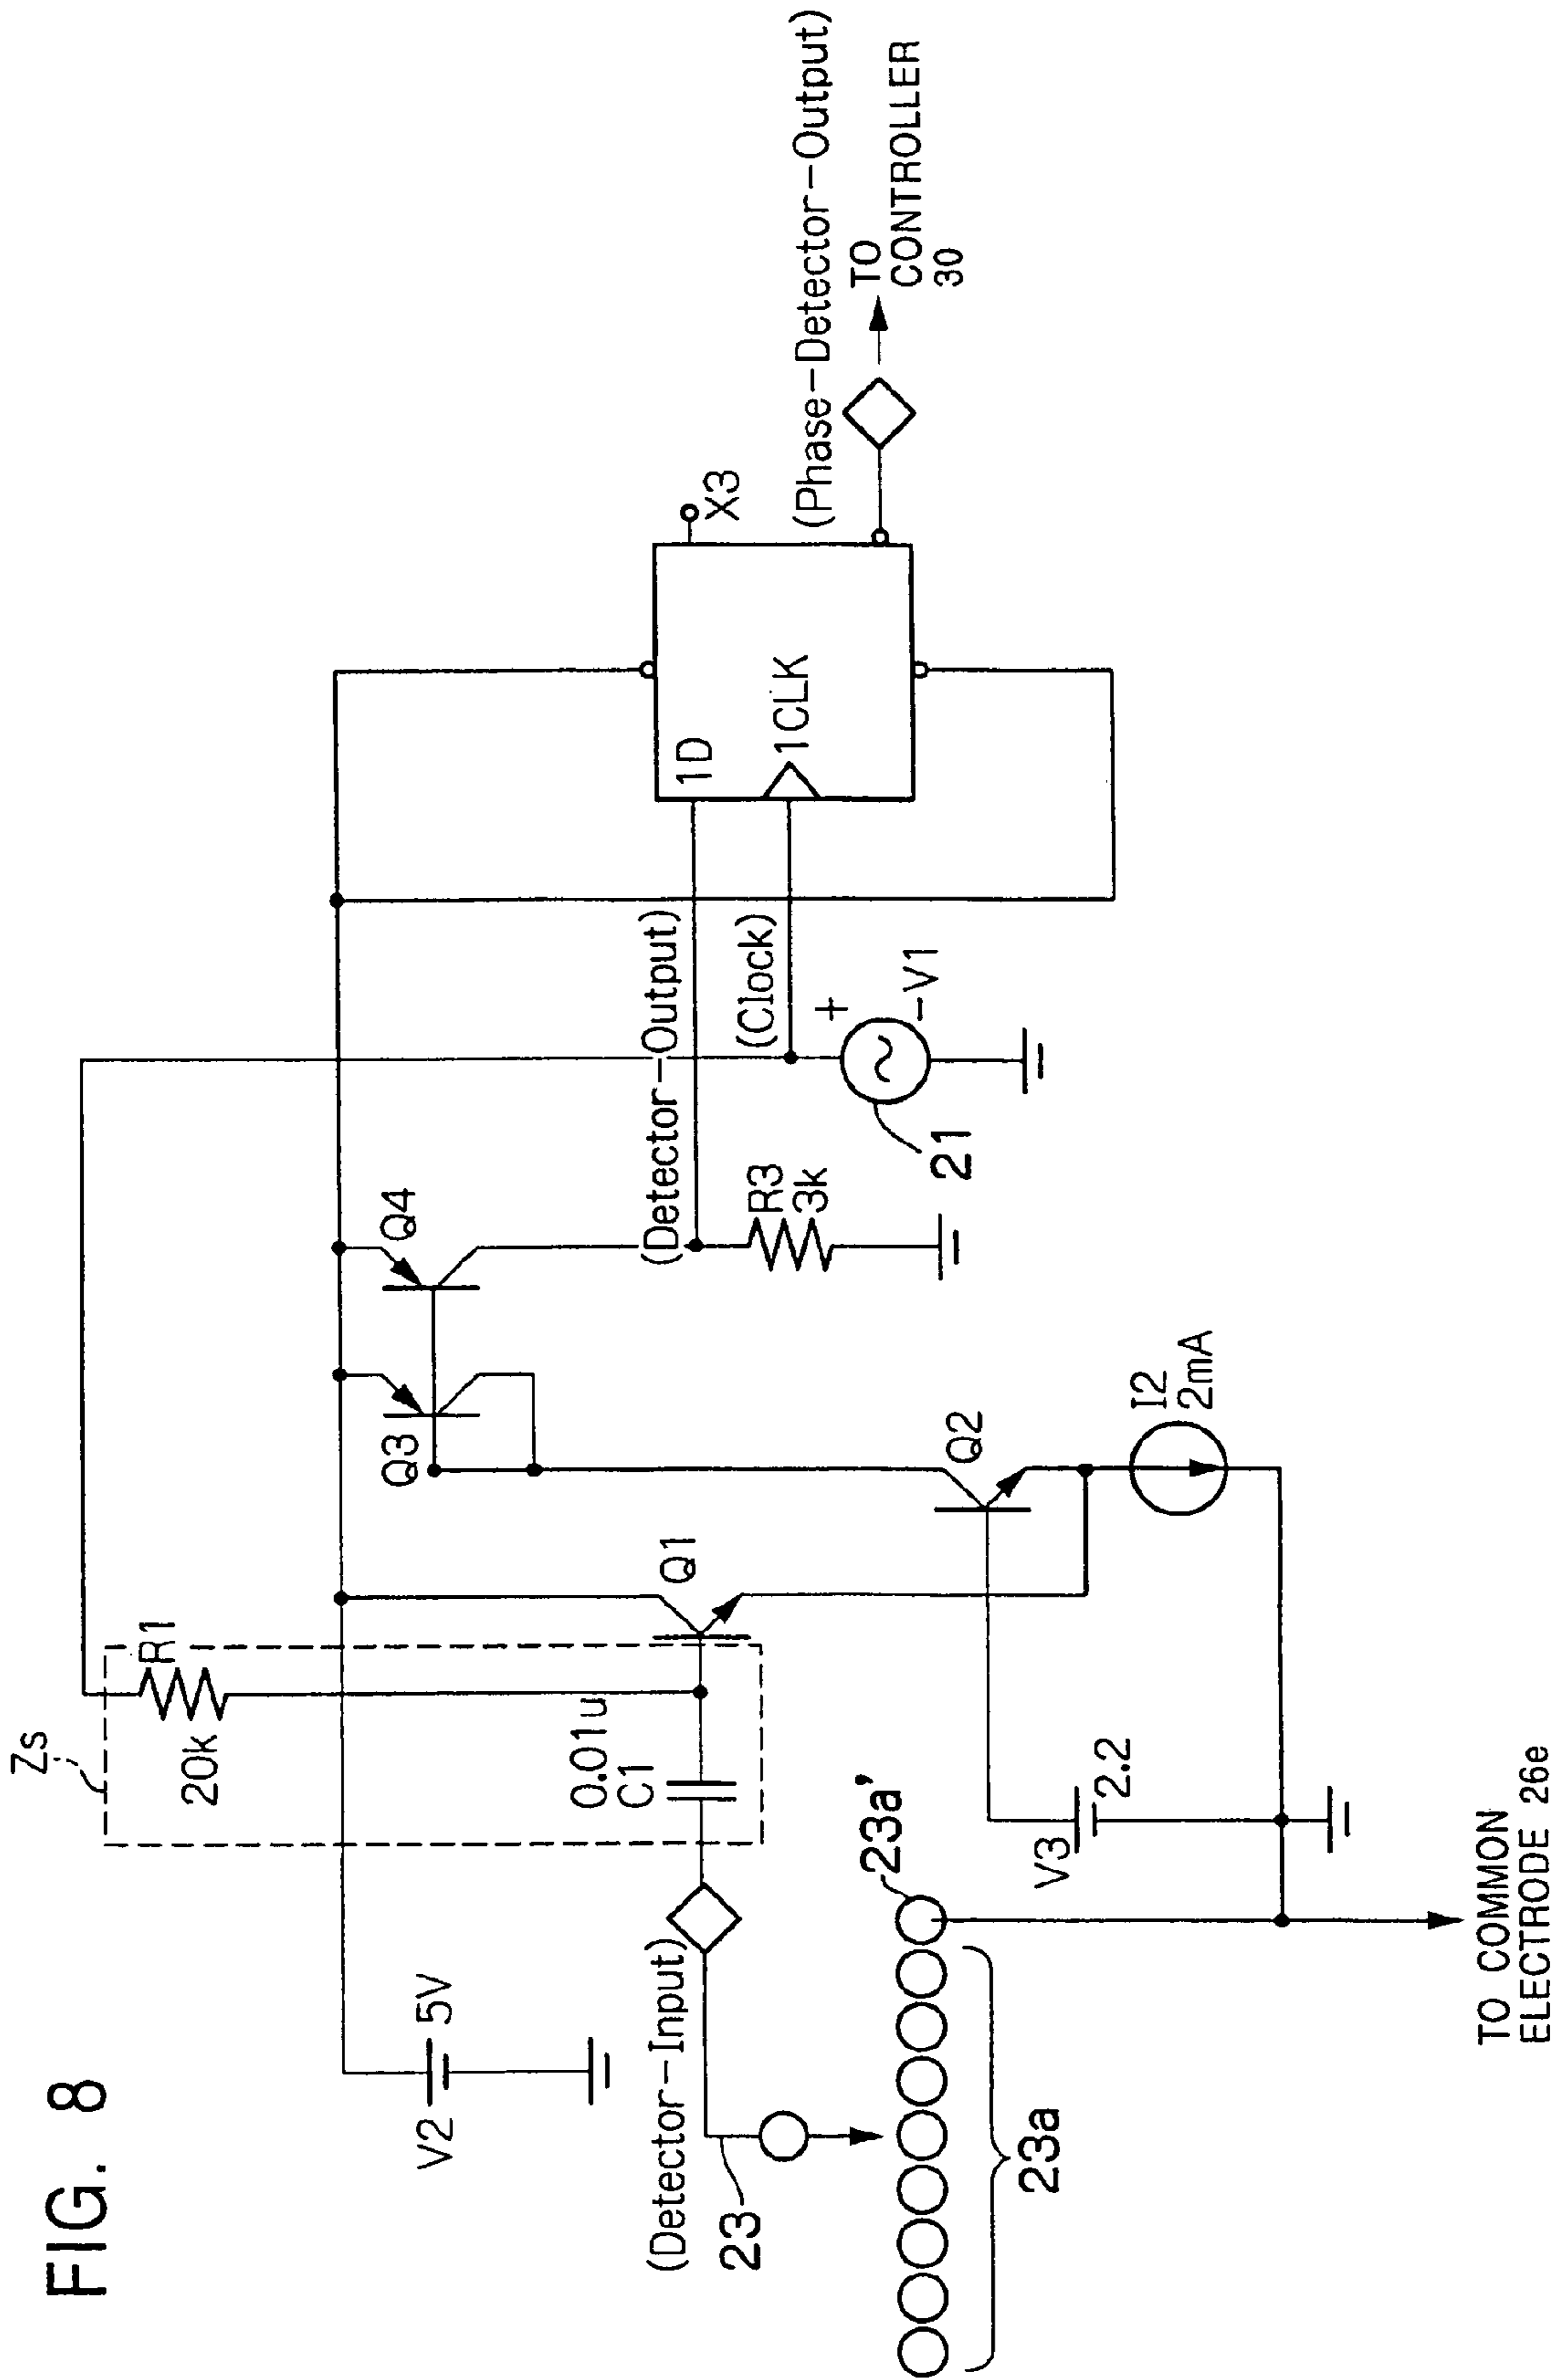 FIG. 8
Zs
R1
20k
0.01u
C1
V2
5V
(Detector-Input)
23
23a
23a'
V3
2.2
TO COMMON
ELECTRODE 26e
Q1
Q2
Q3
Q4
I2
2mA
(Detector-Output)
R3
3k
(Clock)
+
-V1
21
1D
1CLK
X3
(Phase-Detector-Output)
TO
CONTROLLER
30